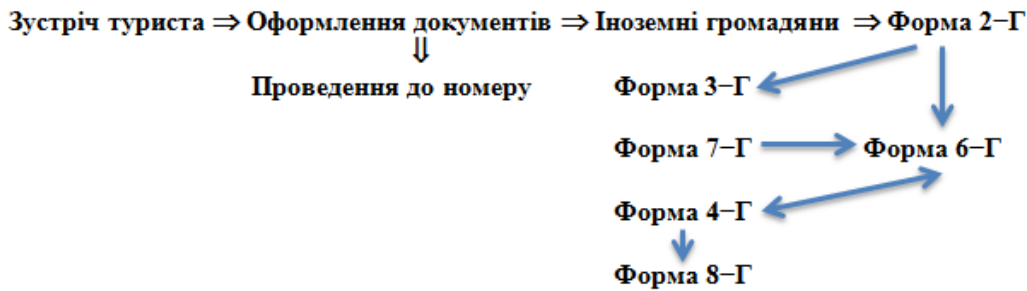 Зустріч туриста ⇒ Оформлення документів ⇒ Іноземні громадяни ⇒ Форма 2−Г
⇓
Проведення до номеру Форма 3−Г
Форма 7−Г Форма 6−Г
Форма 4−Г
Форма 8−Г